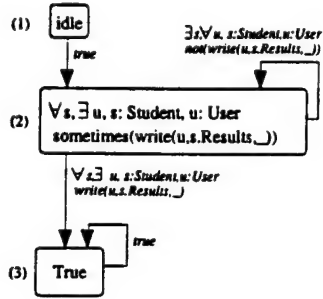 (1) idle
true
∃s,∀u, s:Student,u:User
not(write(u,s.Results,_))
(2) ∀s,∃u, s: Student, u: User
sometimes(write(u,s.Results,_))
∀s∃ u, s:Student,u:User
write(u,s.Results,_)
true
(3) True